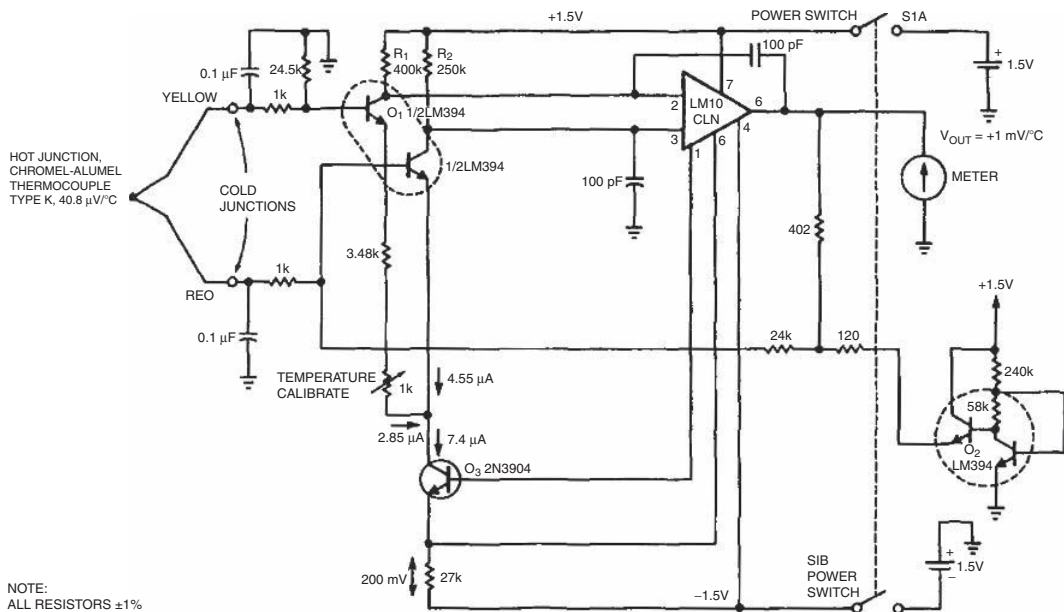 +1.5V
POWER SWITCH
S1A
100 pF
+
1.5V
R1
400k
R2
250k
0.1 µF
24.5k
YELLOW
1k
O1 1/2LM394
2
7
LM10
CLN
6
4
3
1
6
VOUT = +1 mV/°C
HOT JUNCTION,
CHROMEL-ALUMEL
THERMOCOUPLE
TYPE K, 40.8 µV/°C
COLD
JUNCTIONS
1/2LM394
100 pF
METER
402
3.48k
1k
REO
0.1 µF
+1.5V
24k
120
240k
TEMPERATURE
CALIBRATE
1k
4.55 µA
58k
2.85 µA
7.4 µA
O2
LM394
O3 2N3904
200 mV
27k
–1.5V
SIB
POWER
SWITCH
+
1.5V
–
NOTE:
ALL RESISTORS ±1%